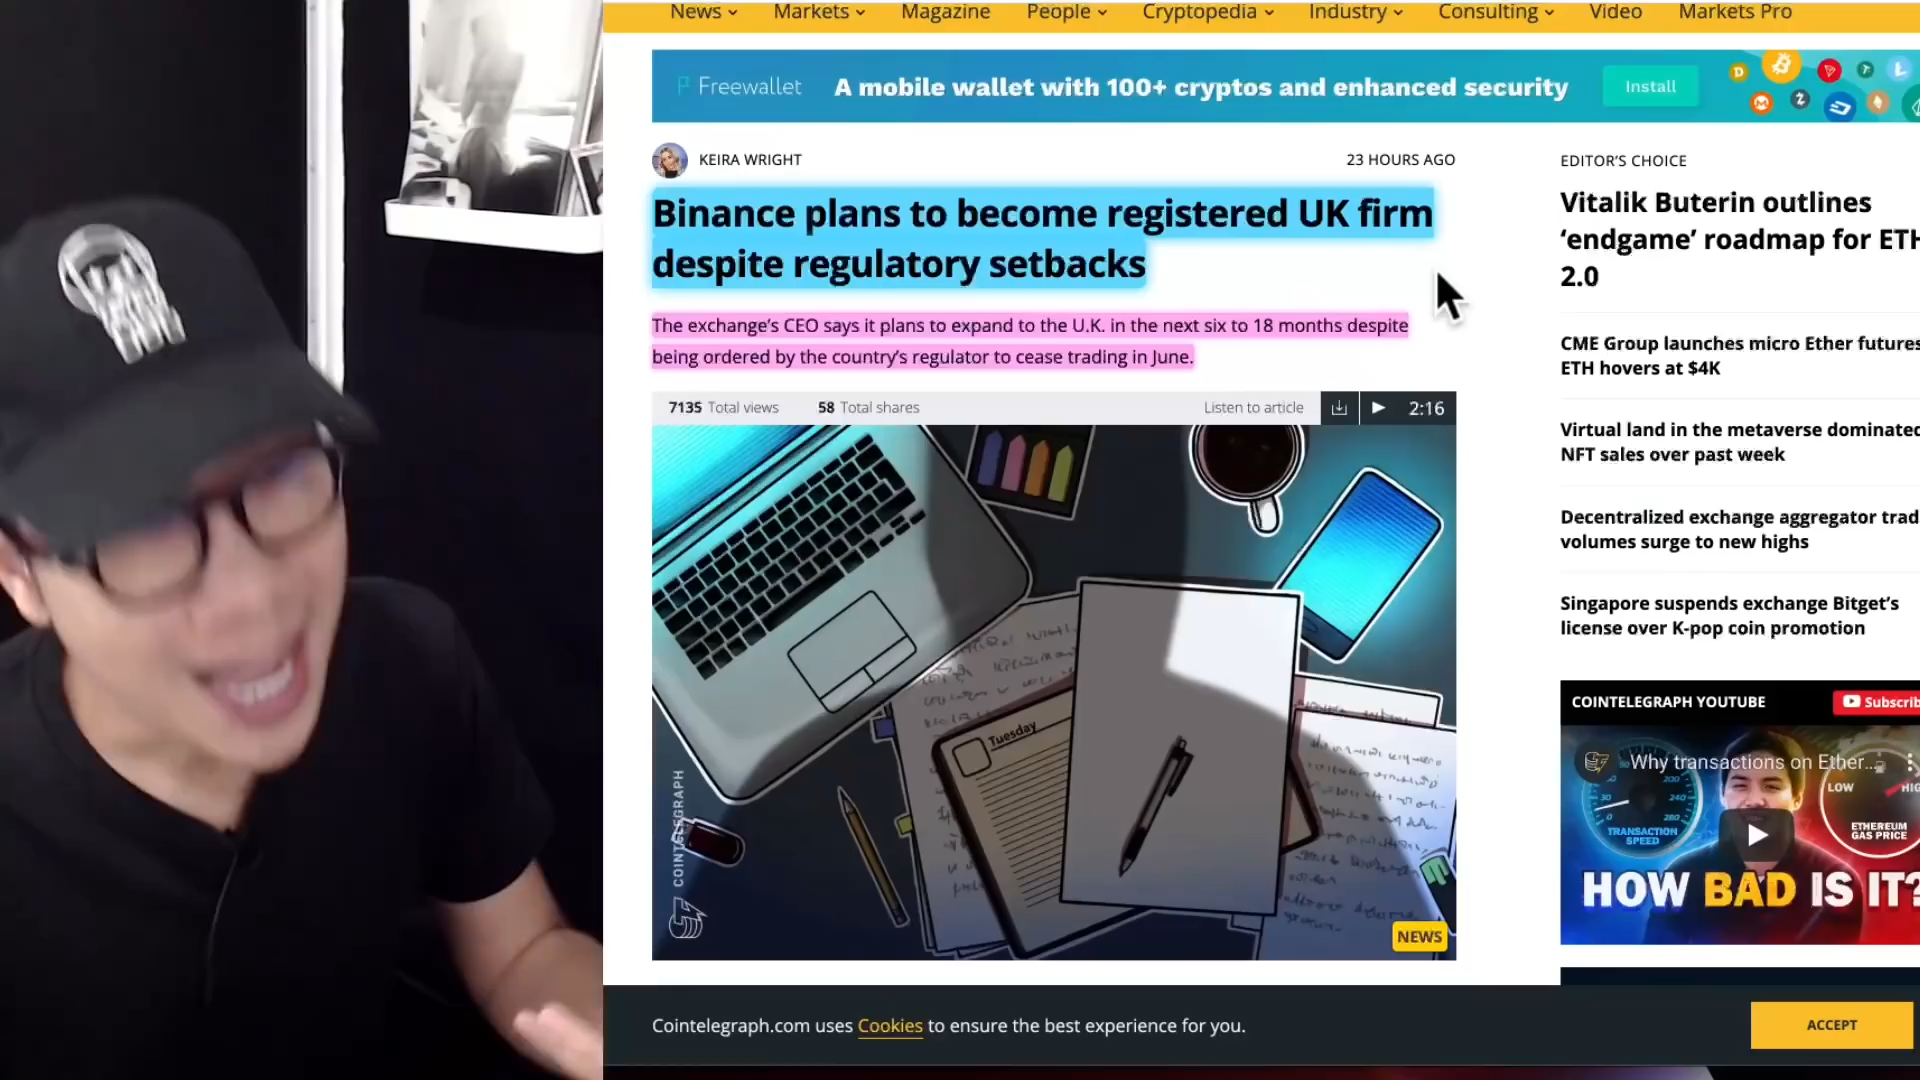 News Markets Magazine People Cryptopedia Industry Consulting Video Markets Pro
Freewallet A mobile wallet with 100+ cryptos and enhanced security Install
KEIRA WRIGHT 23 HOURS AGO
Binance plans to become registered UK firm
despite regulatory setbacks
The exchange's CEO says it plans to expand to the U.K. in the next six to 18 months despite
being ordered by the country's regulator to cease trading in June.
7135 Total views 58 Total shares Listen to article 2:16
Tuesday
COINTELEGRAPH
NEWS
EDITOR'S CHOICE
Vitalik Buterin outlines
‘endgame’ roadmap for ETH
2.0
CME Group launches micro Ether futures
ETH hovers at $4K
Virtual land in the metaverse dominated
NFT sales over past week
Decentralized exchange aggregator trad
volumes surge to new highs
Singapore suspends exchange Bitget’s
license over K-pop coin promotion
COINTELEGRAPH YOUTUBE Subscrib
Why transactions on Ether...
LOW HIG
TRANSACTION
SPEED
ETHEREUM
GAS PRICE
HOW BAD IS IT?
Cointelegraph.com uses Cookies to ensure the best experience for you.
ACCEPT